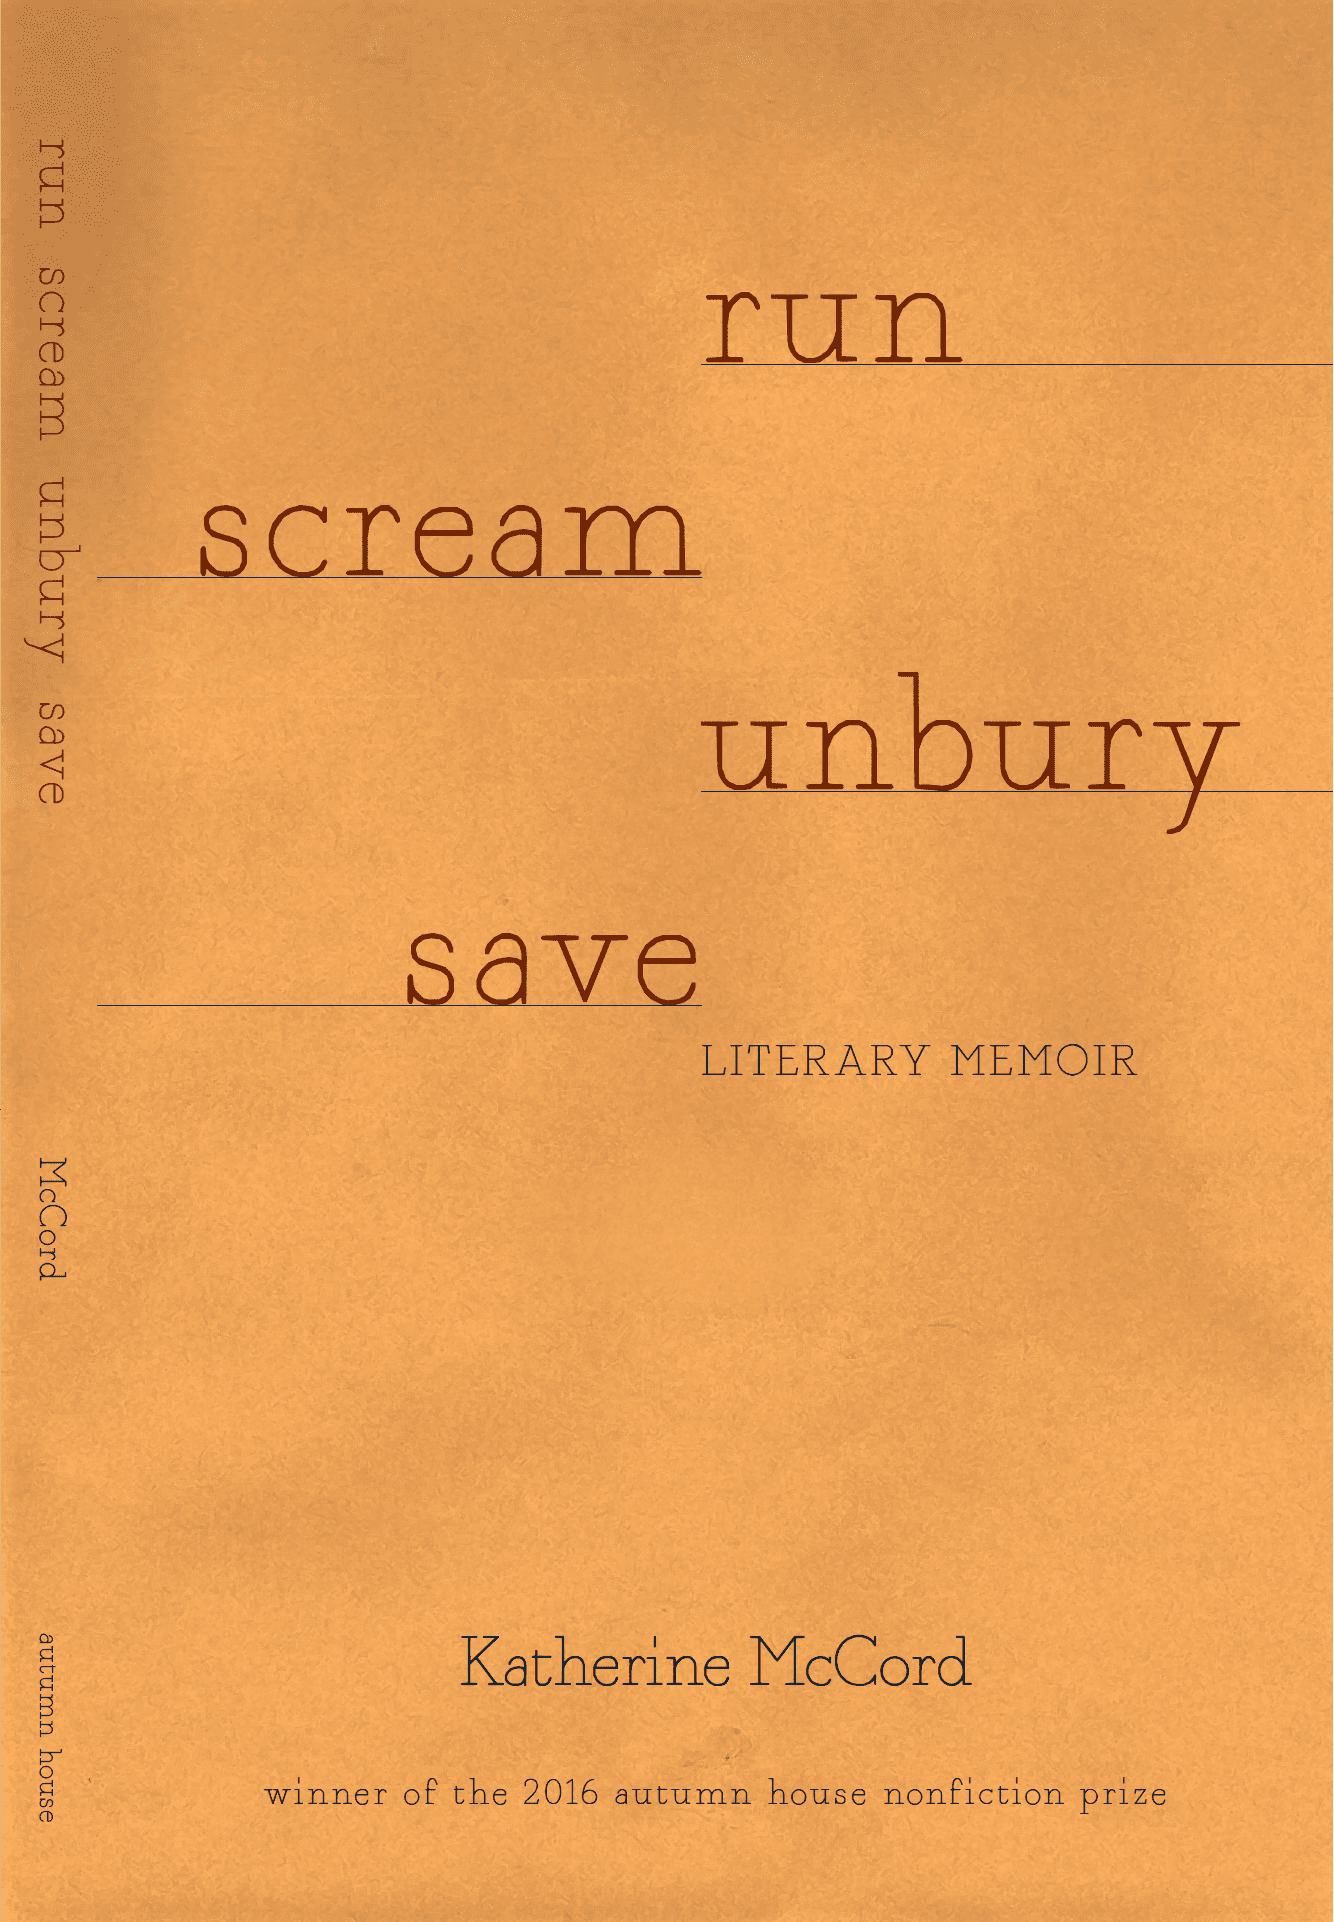 run scream unbury save
McCord
autumn house
run
scream
unbury
save
LITERARY MEMOIR
Katherine McCord
winner of the 2016 autumn house nonfiction prize